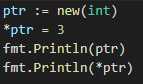 ptr := new(int)
*ptr = 3
fmt.Println(ptr)
fmt.Println(*ptr)